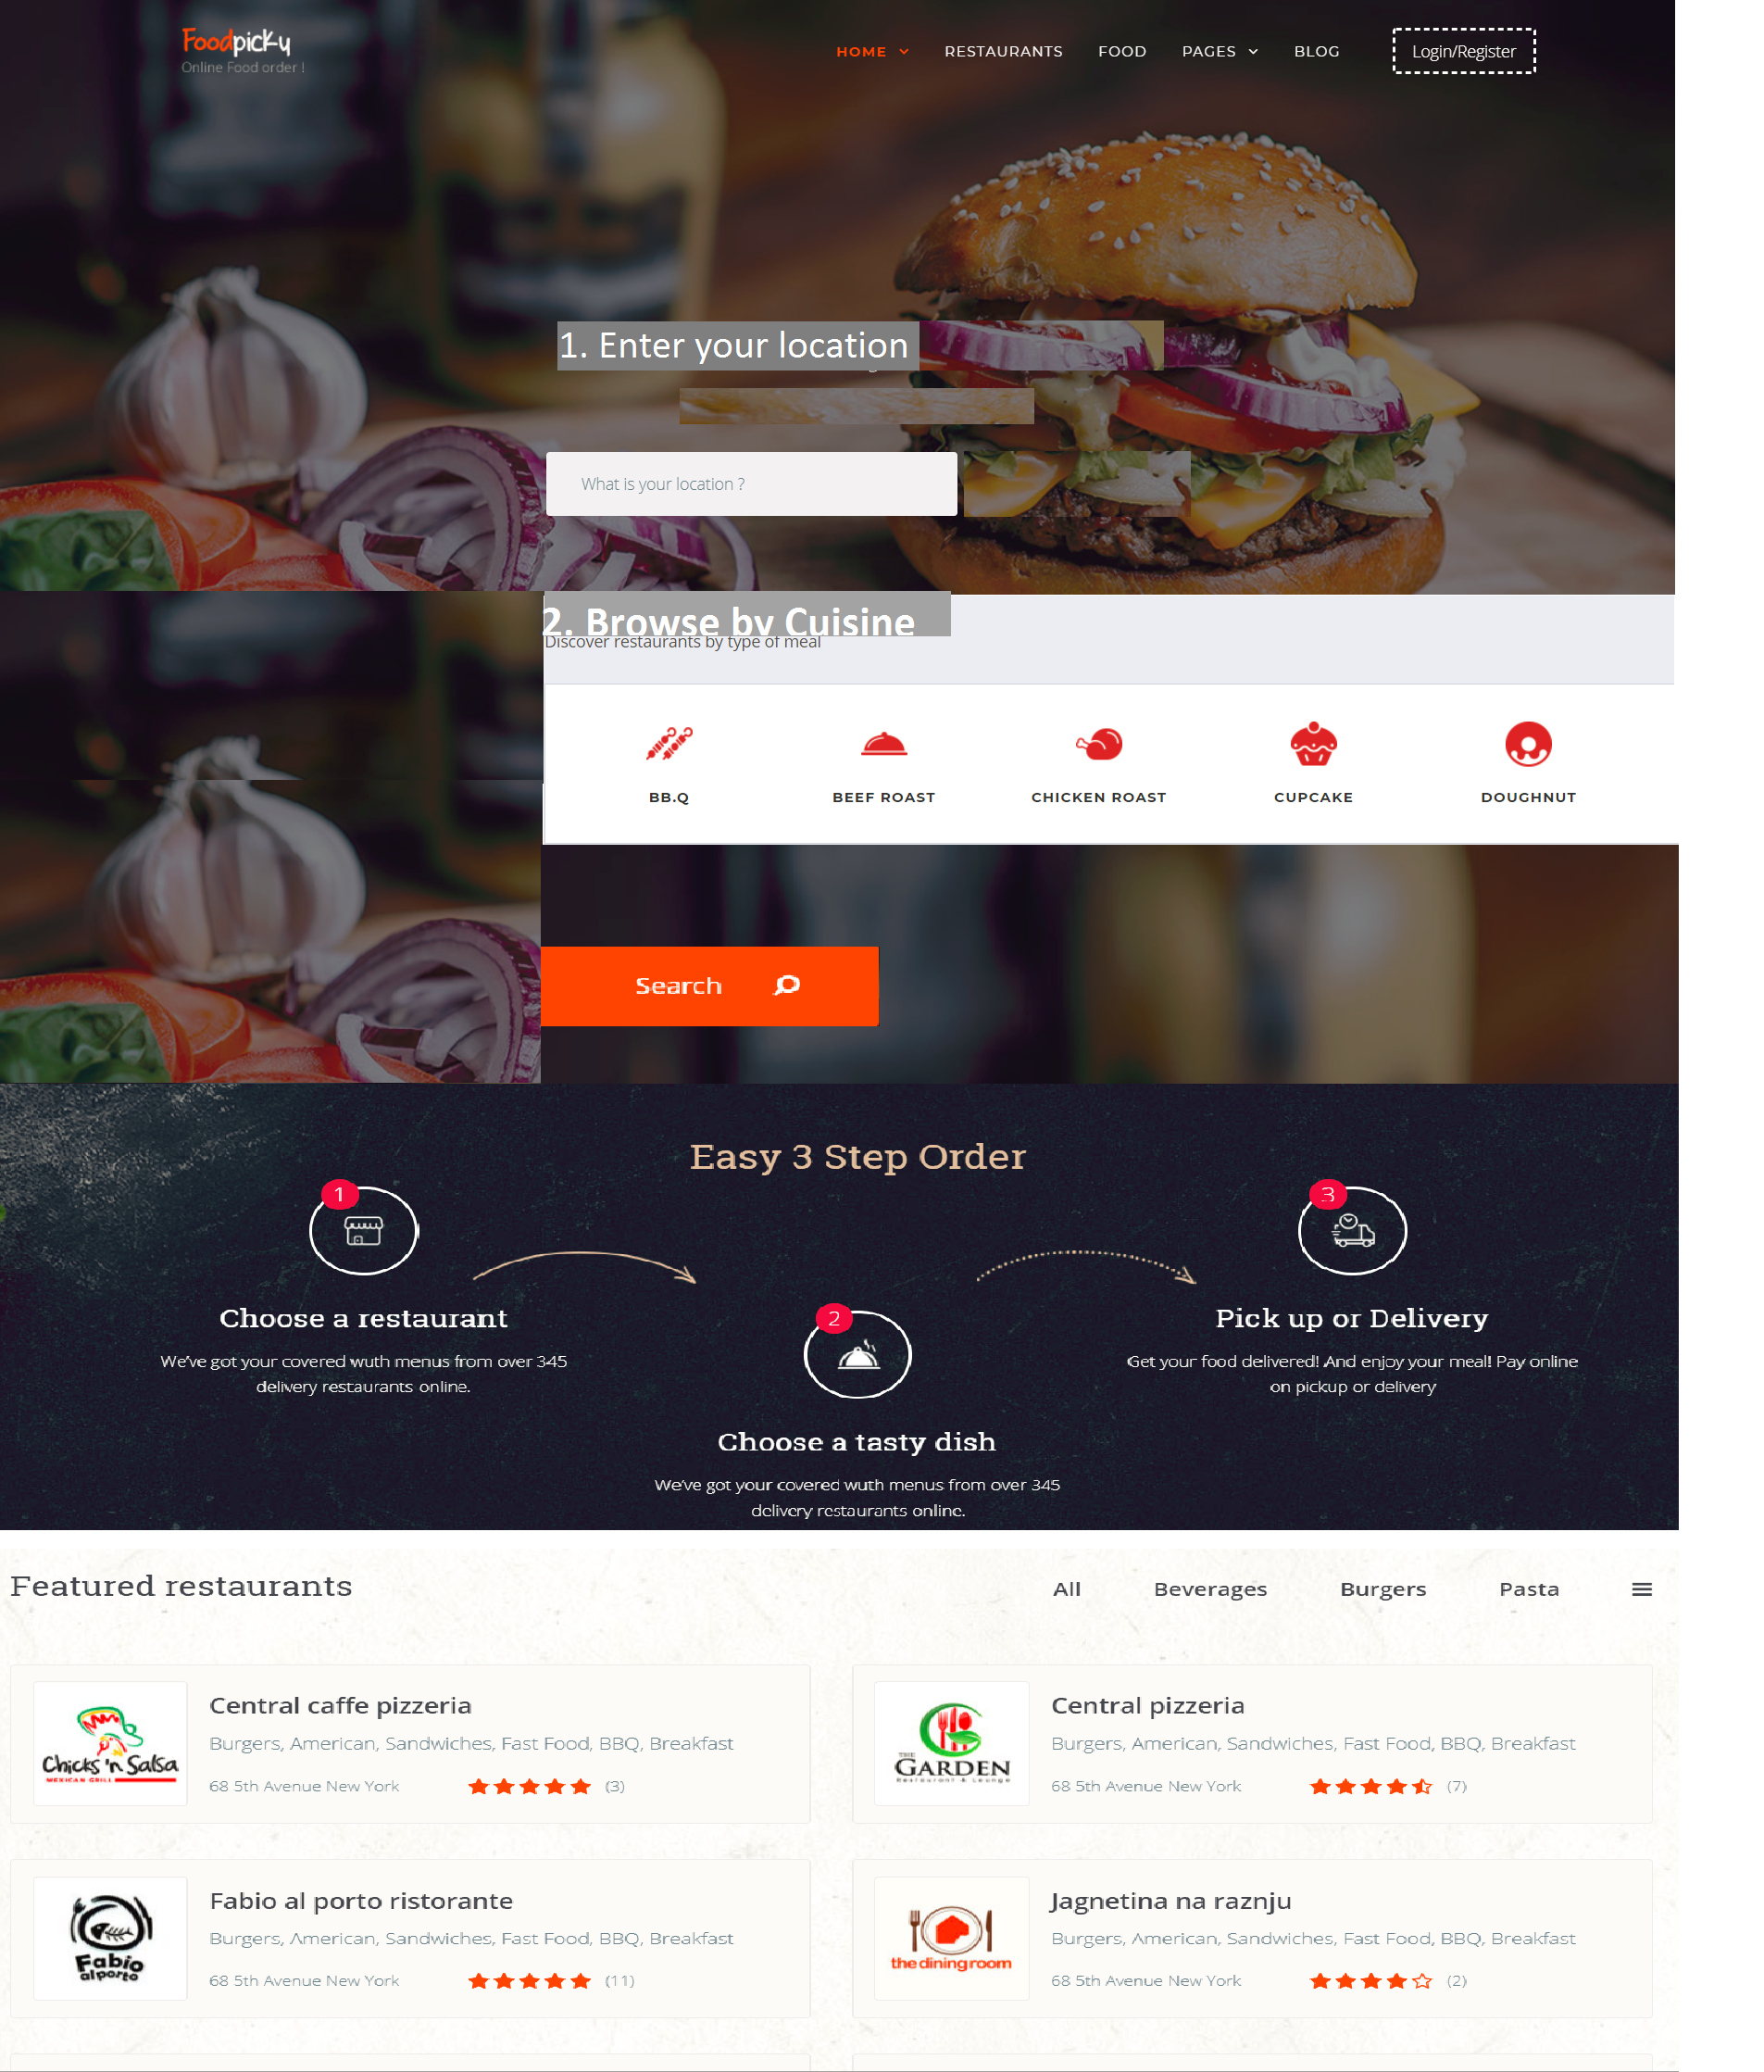 Foodpicky
Online Food order !
HOME RESTAURANTS FOOD PAGES BLOG Login/Register
1. Enter your location
What is your location ?
2. Browse by Cuisine
Discover restaurants by type of meal
BB.Q BEEF ROAST CHICKEN ROAST CUPCAKE DOUGHNUT
Search
Easy 3 Step Order
1
Choose a restaurant
We've got your covered wuth menus from over 345
delivery restaurants online.
2
Choose a tasty dish
We've got your covered wuth menus from over 345
delivery restaurants online.
3
Pick up or Delivery
Get your food delivered! And enjoy your meal! Pay online
on pickup or delivery
Featured restaurants
All Beverages Burgers Pasta
Chicks 'n Salsa
MEXICAN GRILL
Central caffe pizzeria
Burgers, American, Sandwiches, Fast Food, BBQ, Breakfast
68 5th Avenue New York (3)
THE
GARDEN
Restaurant & Lounge
Central pizzeria
Burgers, American, Sandwiches, Fast Food, BBQ, Breakfast
68 5th Avenue New York (7)
Fabio
al porto
Fabio al porto ristorante
Burgers, American, Sandwiches, Fast Food, BBQ, Breakfast
68 5th Avenue New York (11)
the dining room
Jagnetina na raznju
Burgers, American, Sandwiches, Fast Food, BBQ, Breakfast
68 5th Avenue New York (2)